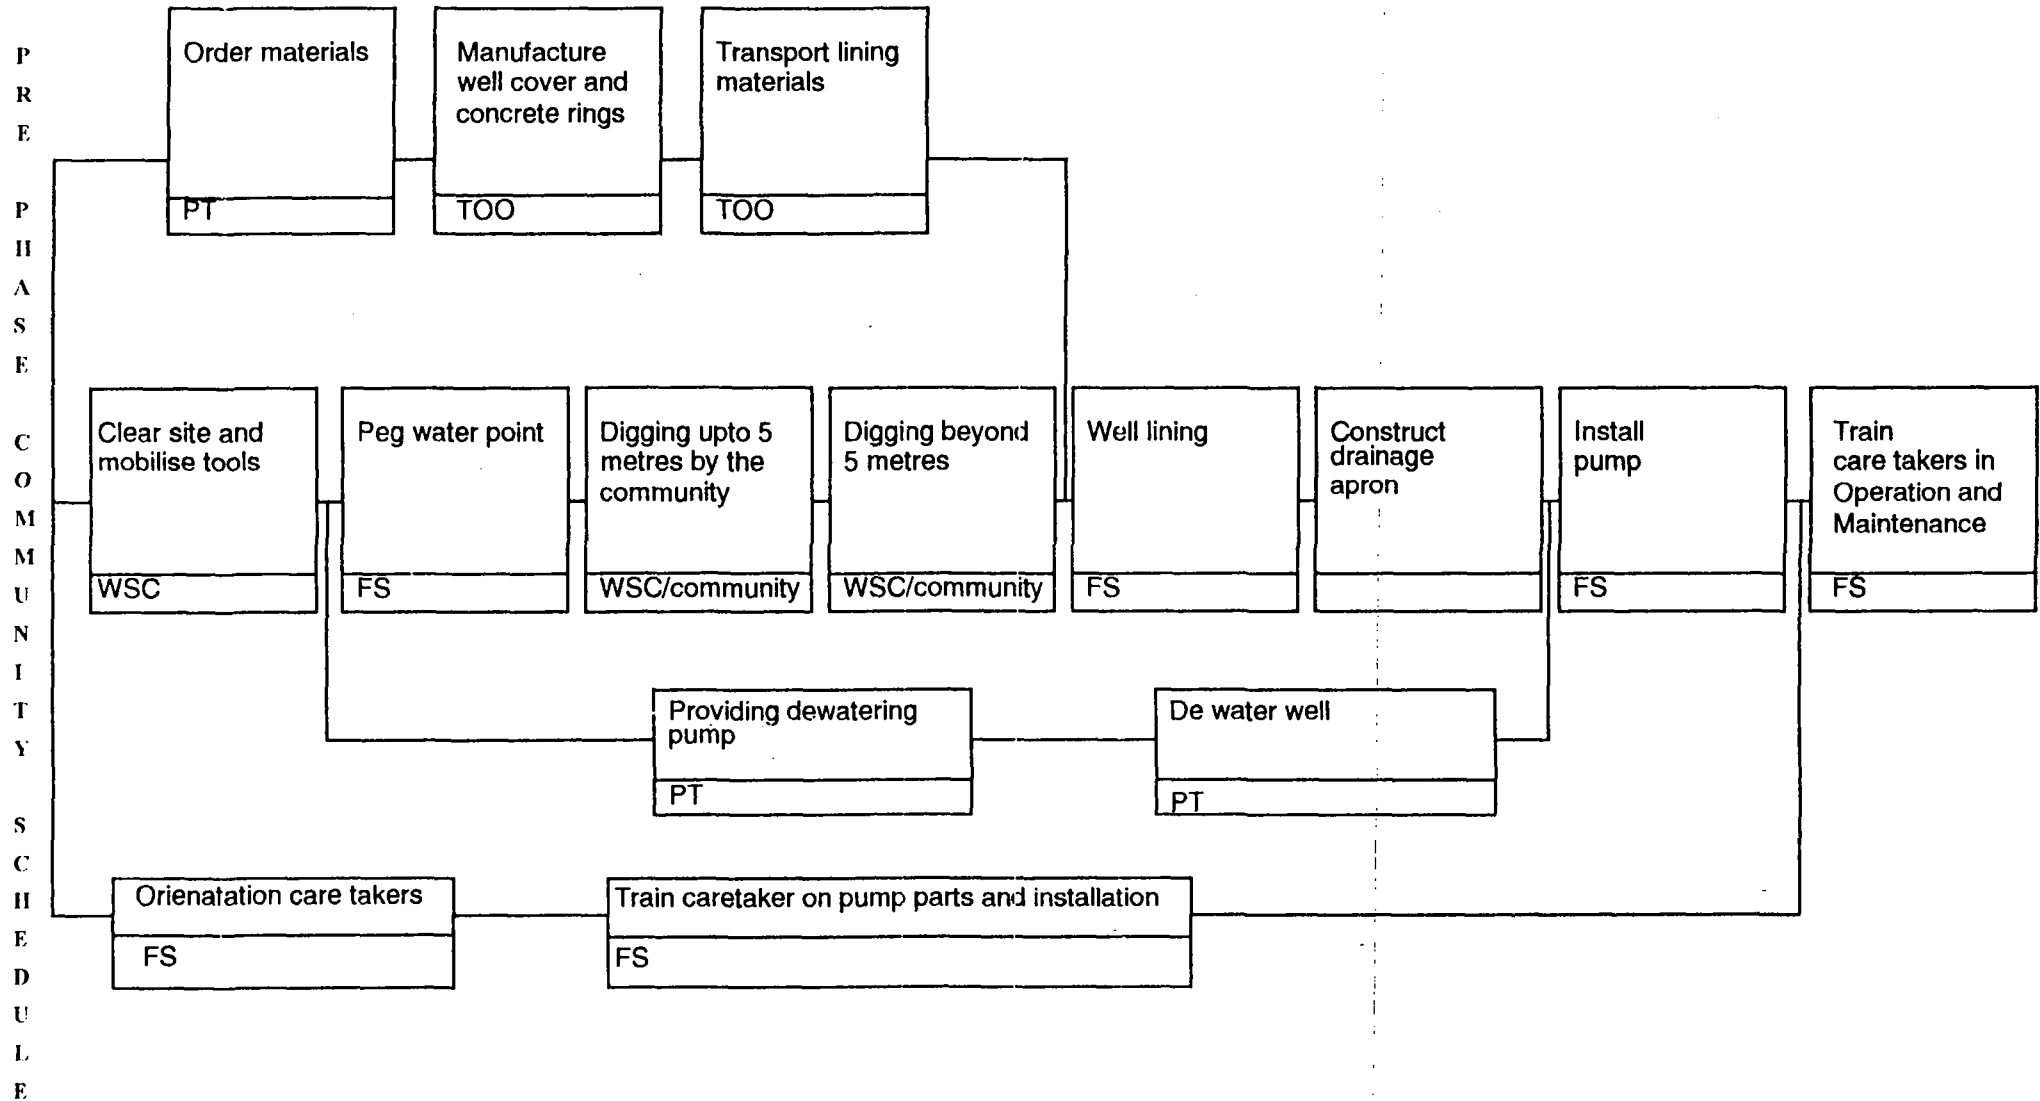 PRE PHASE COMMUNITY SCHEDULE
Order materials
PT
Manufacture
well cover and
concrete rings
TOO
Transport lining
materials
TOO
Clear site and
mobilise tools
WSC
Peg water point
FS
Digging upto 5
metres by the
community
WSC/community
Digging beyond
5 metres
WSC/community
Well lining
FS
Construct
drainage
apron
Install
pump
FS
Train
care takers in
Operation and
Maintenance
FS
Providing dewatering
pump
PT
De water well
PT
Orienatation care takers
FS
Train caretaker on pump parts and installation
FS